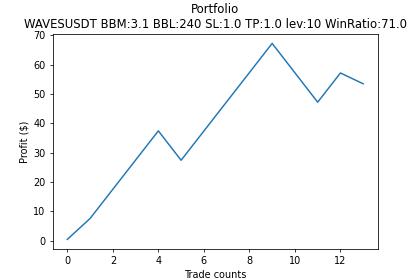 Portfolio
WAVESUSDT BBM:3.1 BBL:240 SL:1.0 TP:1.0 lev:10 WinRatio:71.0
70
60
50
40
30
20
10
0
Profit ($)
0 2 4 6 8 10 12
Trade counts